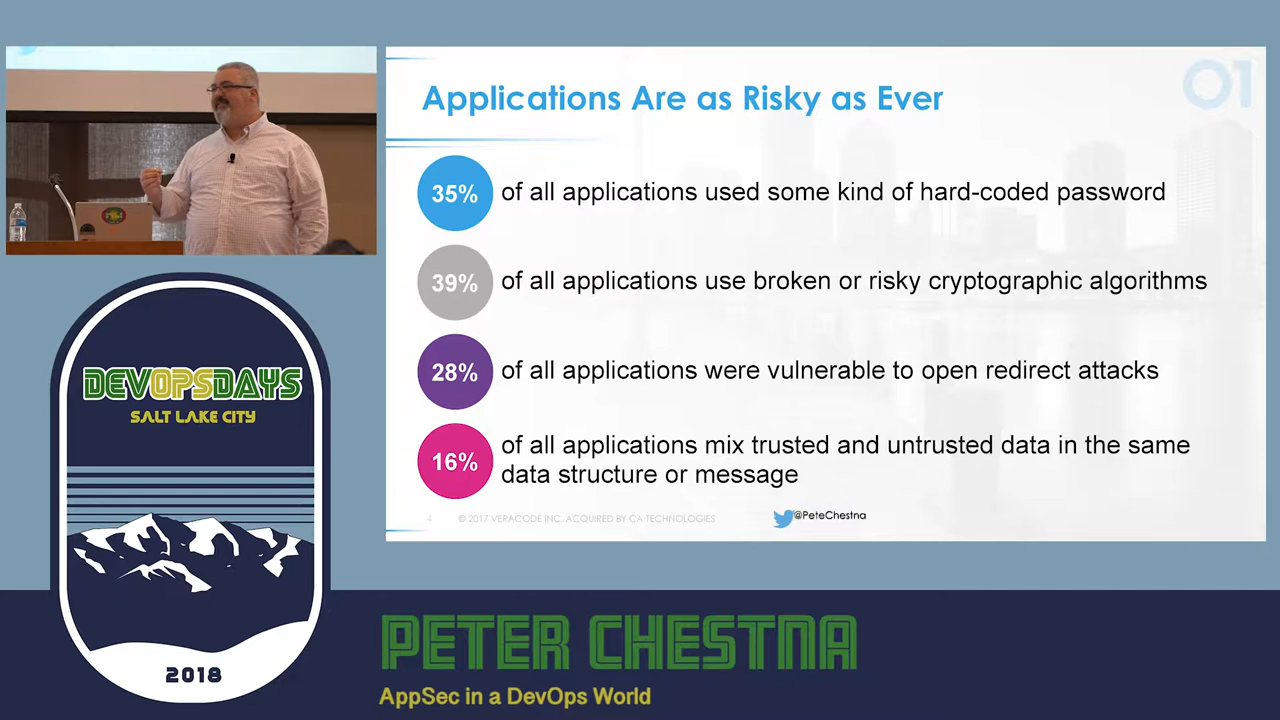 Applications Are as Risky as Ever
01
35%
of all applications used some kind of hard-coded password
39%
of all applications use broken or risky cryptographic algorithms
28%
of all applications were vulnerable to open redirect attacks
16%
of all applications mix trusted and untrusted data in the same
data structure or message
4
© 2017 VERACODE INC. ACQUIRED BY CA TECHNOLOGIES
@PeteChestna
DEVOPSDAYS
SALT LAKE CITY
2018
PETER CHESTNA
AppSec in a DevOps World